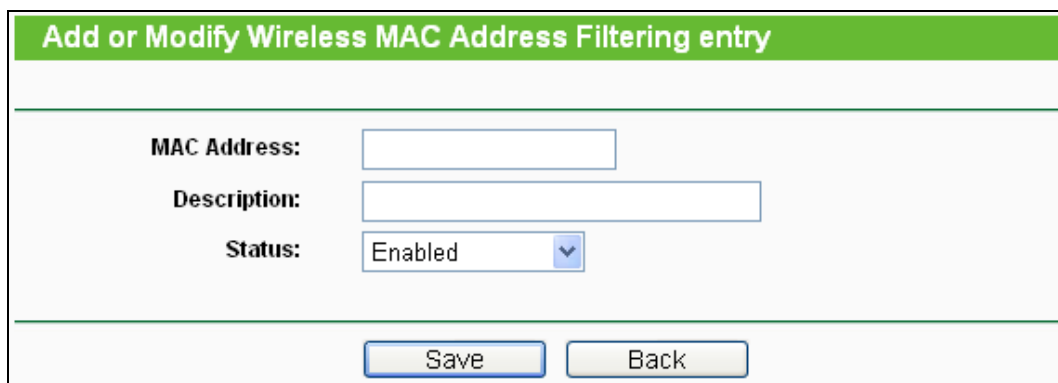 Add or Modify Wireless MAC Address Filtering entry
MAC Address:
Description:
Status: Enabled
Save Back